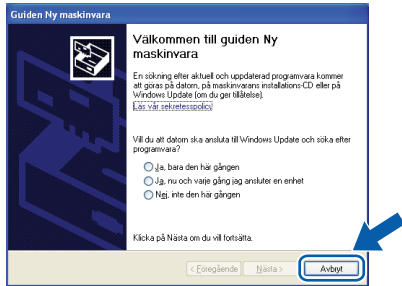 Guiden Ny maskinvara
Välkommen till guiden Ny
maskinvara
En sökning efter aktuell och uppdaterad programvara kommer
att göras på datorn, på maskinvarans installations-CD eller på
Windows Update (om du ger tillåtelse).
Läs vår sekretesspolicy
Vill du att datorn ska ansluta till Windows Update och söka efter
programvara?
Ja, bara den här gången
Ja, nu och varje gång jag ansluter en enhet
Nej, inte den här gången
Klicka på Nästa om du vill fortsätta.
< Föregående Nästa > Avbryt